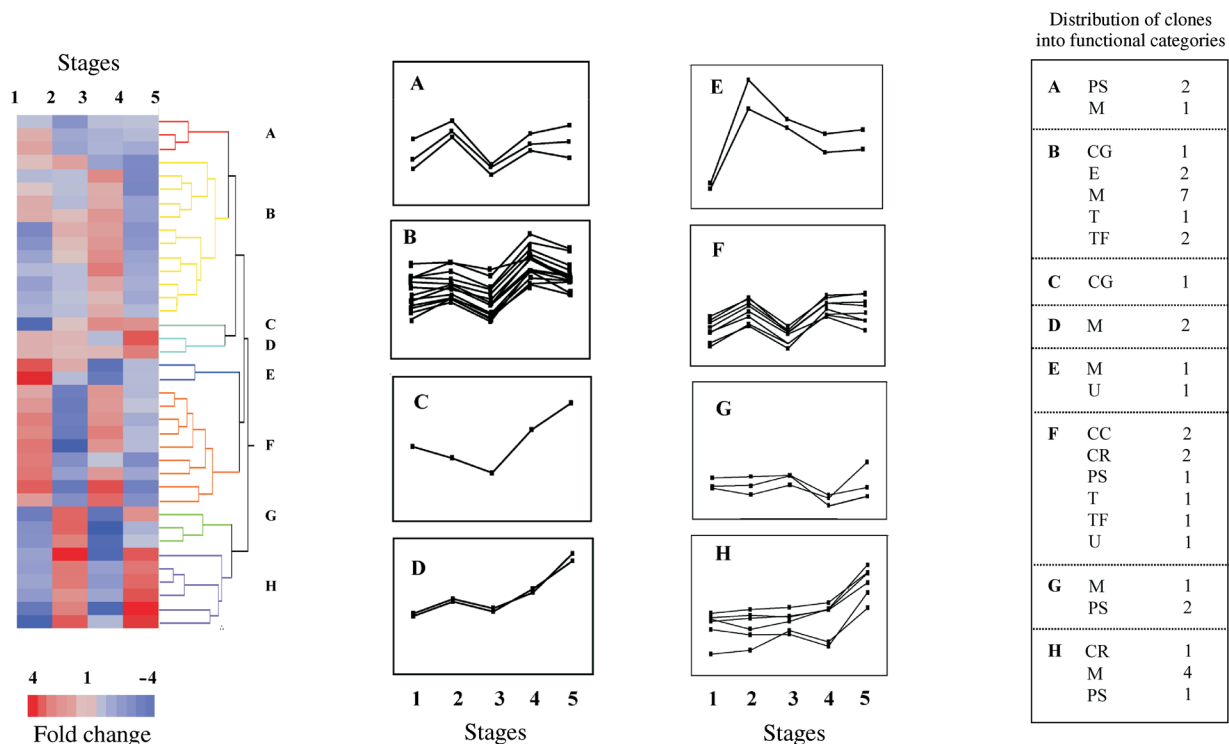 Stages
1 2 3 4 5
A
B
C
D
E
F
G
H
4 1 -4
Fold change
A
B
C
D
1 2 3 4 5
Stages
E
F
G
H
1 2 3 4 5
Stages
Distribution of clones
into functional categories
A PS 2
M 1
B CG 1
E 2
M 7
T 1
TF 2
C CG 1
D M 2
E M 1
U 1
F CC 2
CR 2
PS 1
T 1
TF 1
U 1
G M 1
PS 2
H CR 1
M 4
PS 1